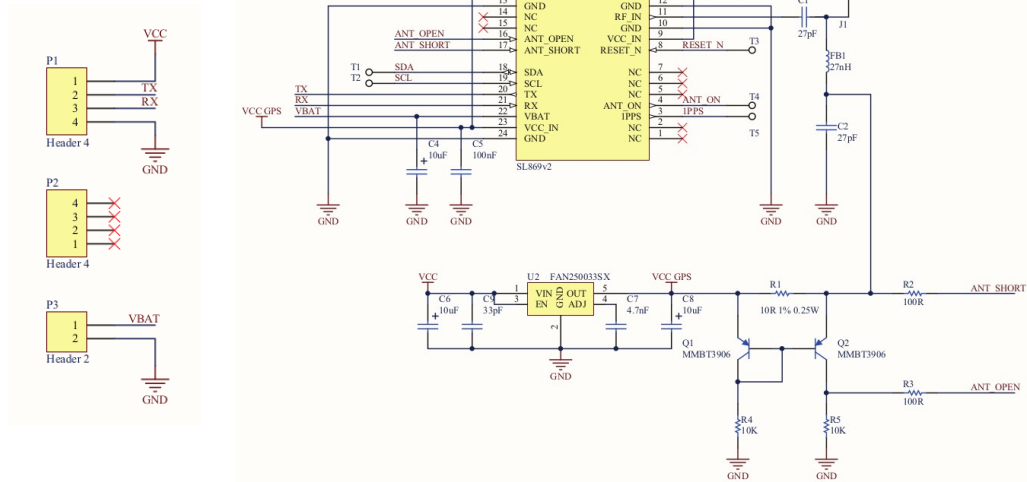 P1
VCC
1
2 TX
3 RX
4
Header 4
GND
P2
4
3
2
1
Header 4
P3
1 VBAT
2
Header 2
GND
GND GND
14 NC RF_IN 11
15 NC GND 10
ANT_OPEN 16 ANT_OPEN VCC_IN 9
ANT_SHORT 17 ANT_SHORT RESET_N 8 RESET_N T3
T1 SDA 18 SDA NC 7
T2 SCL 19 SCL NC 6
TX 20 TX NC 5
RX 21 RX ANT_ON 4 ANT_ON T4
VBAT 22 VBAT 1PPS 3 1PPS
VCC GPS 23 VCC_IN NC 2
24 GND NC 1 T5
SL869v2
C4
10uF
C5
100nF
GND GND GND GND GND
27pF
J1
FB1
27nH
C2
27pF
VCC
U2 FAN250033SX
VCC GPS
1 VIN OUT 5
3 EN ADJ 4
GND
2
C6
10uF
C9
33pF
C7
4.7nF
C8
10uF
GND
R1
10R 1% 0.25W
R2
100R
ANT_SHORT
Q1
MMBT3906
Q2
MMBT3906
R3
100R
ANT_OPEN
R4
10K
R5
10K
GND GND